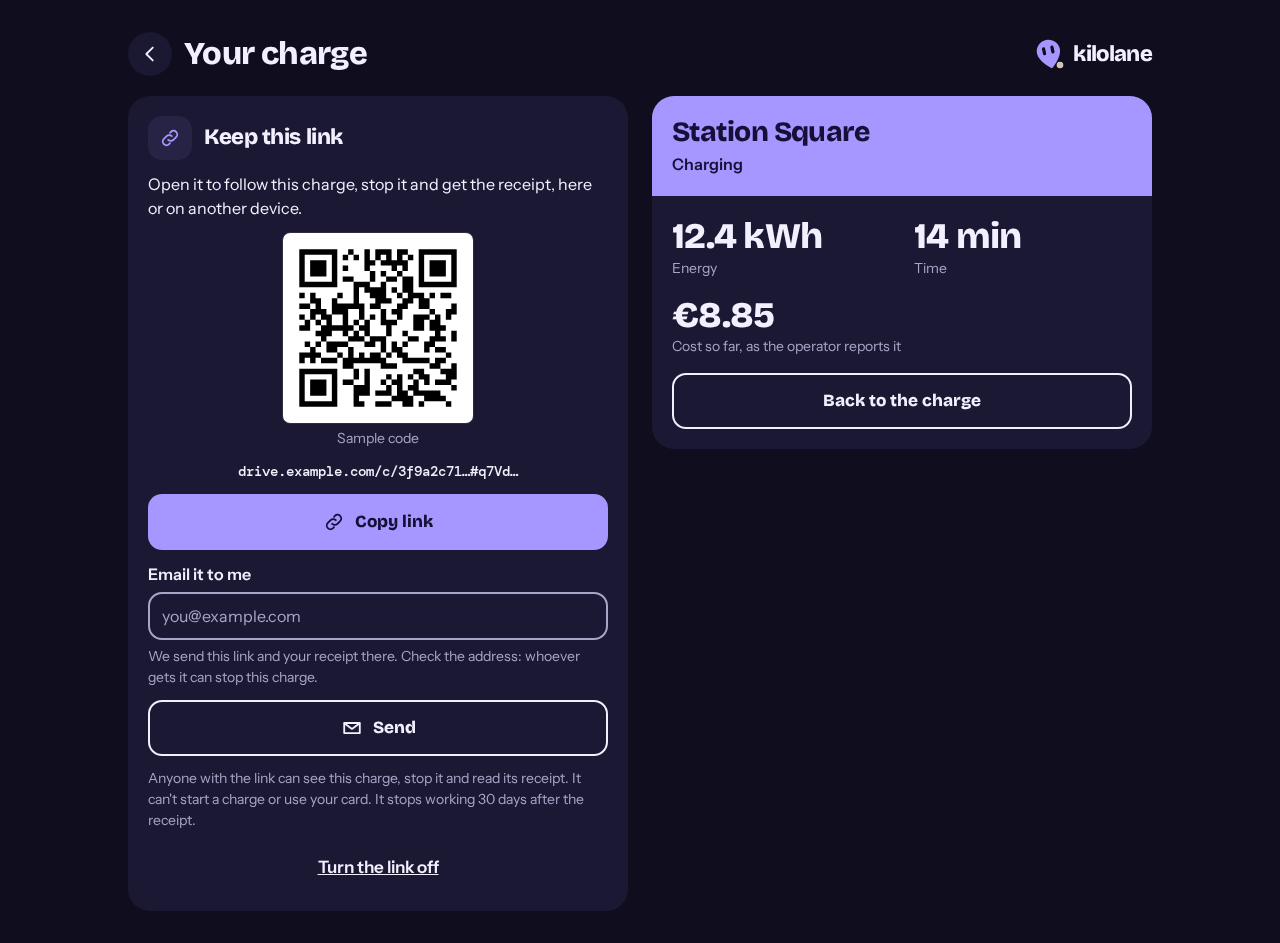 Your charge
kilolane
Keep this link
Open it to follow this charge, stop it and get the receipt, here
or on another device.
Sample code
drive.example.com/c/3f9a2c71…#q7Vd…
Copy link
Email it to me
you@example.com
We send this link and your receipt there. Check the address: whoever
gets it can stop this charge.
Send
Anyone with the link can see this charge, stop it and read its receipt. It
can't start a charge or use your card. It stops working 30 days after the
receipt.
Turn the link off
Station Square
Charging
12.4 kWh
14 min
Energy
Time
€8.85
Cost so far, as the operator reports it
Back to the charge